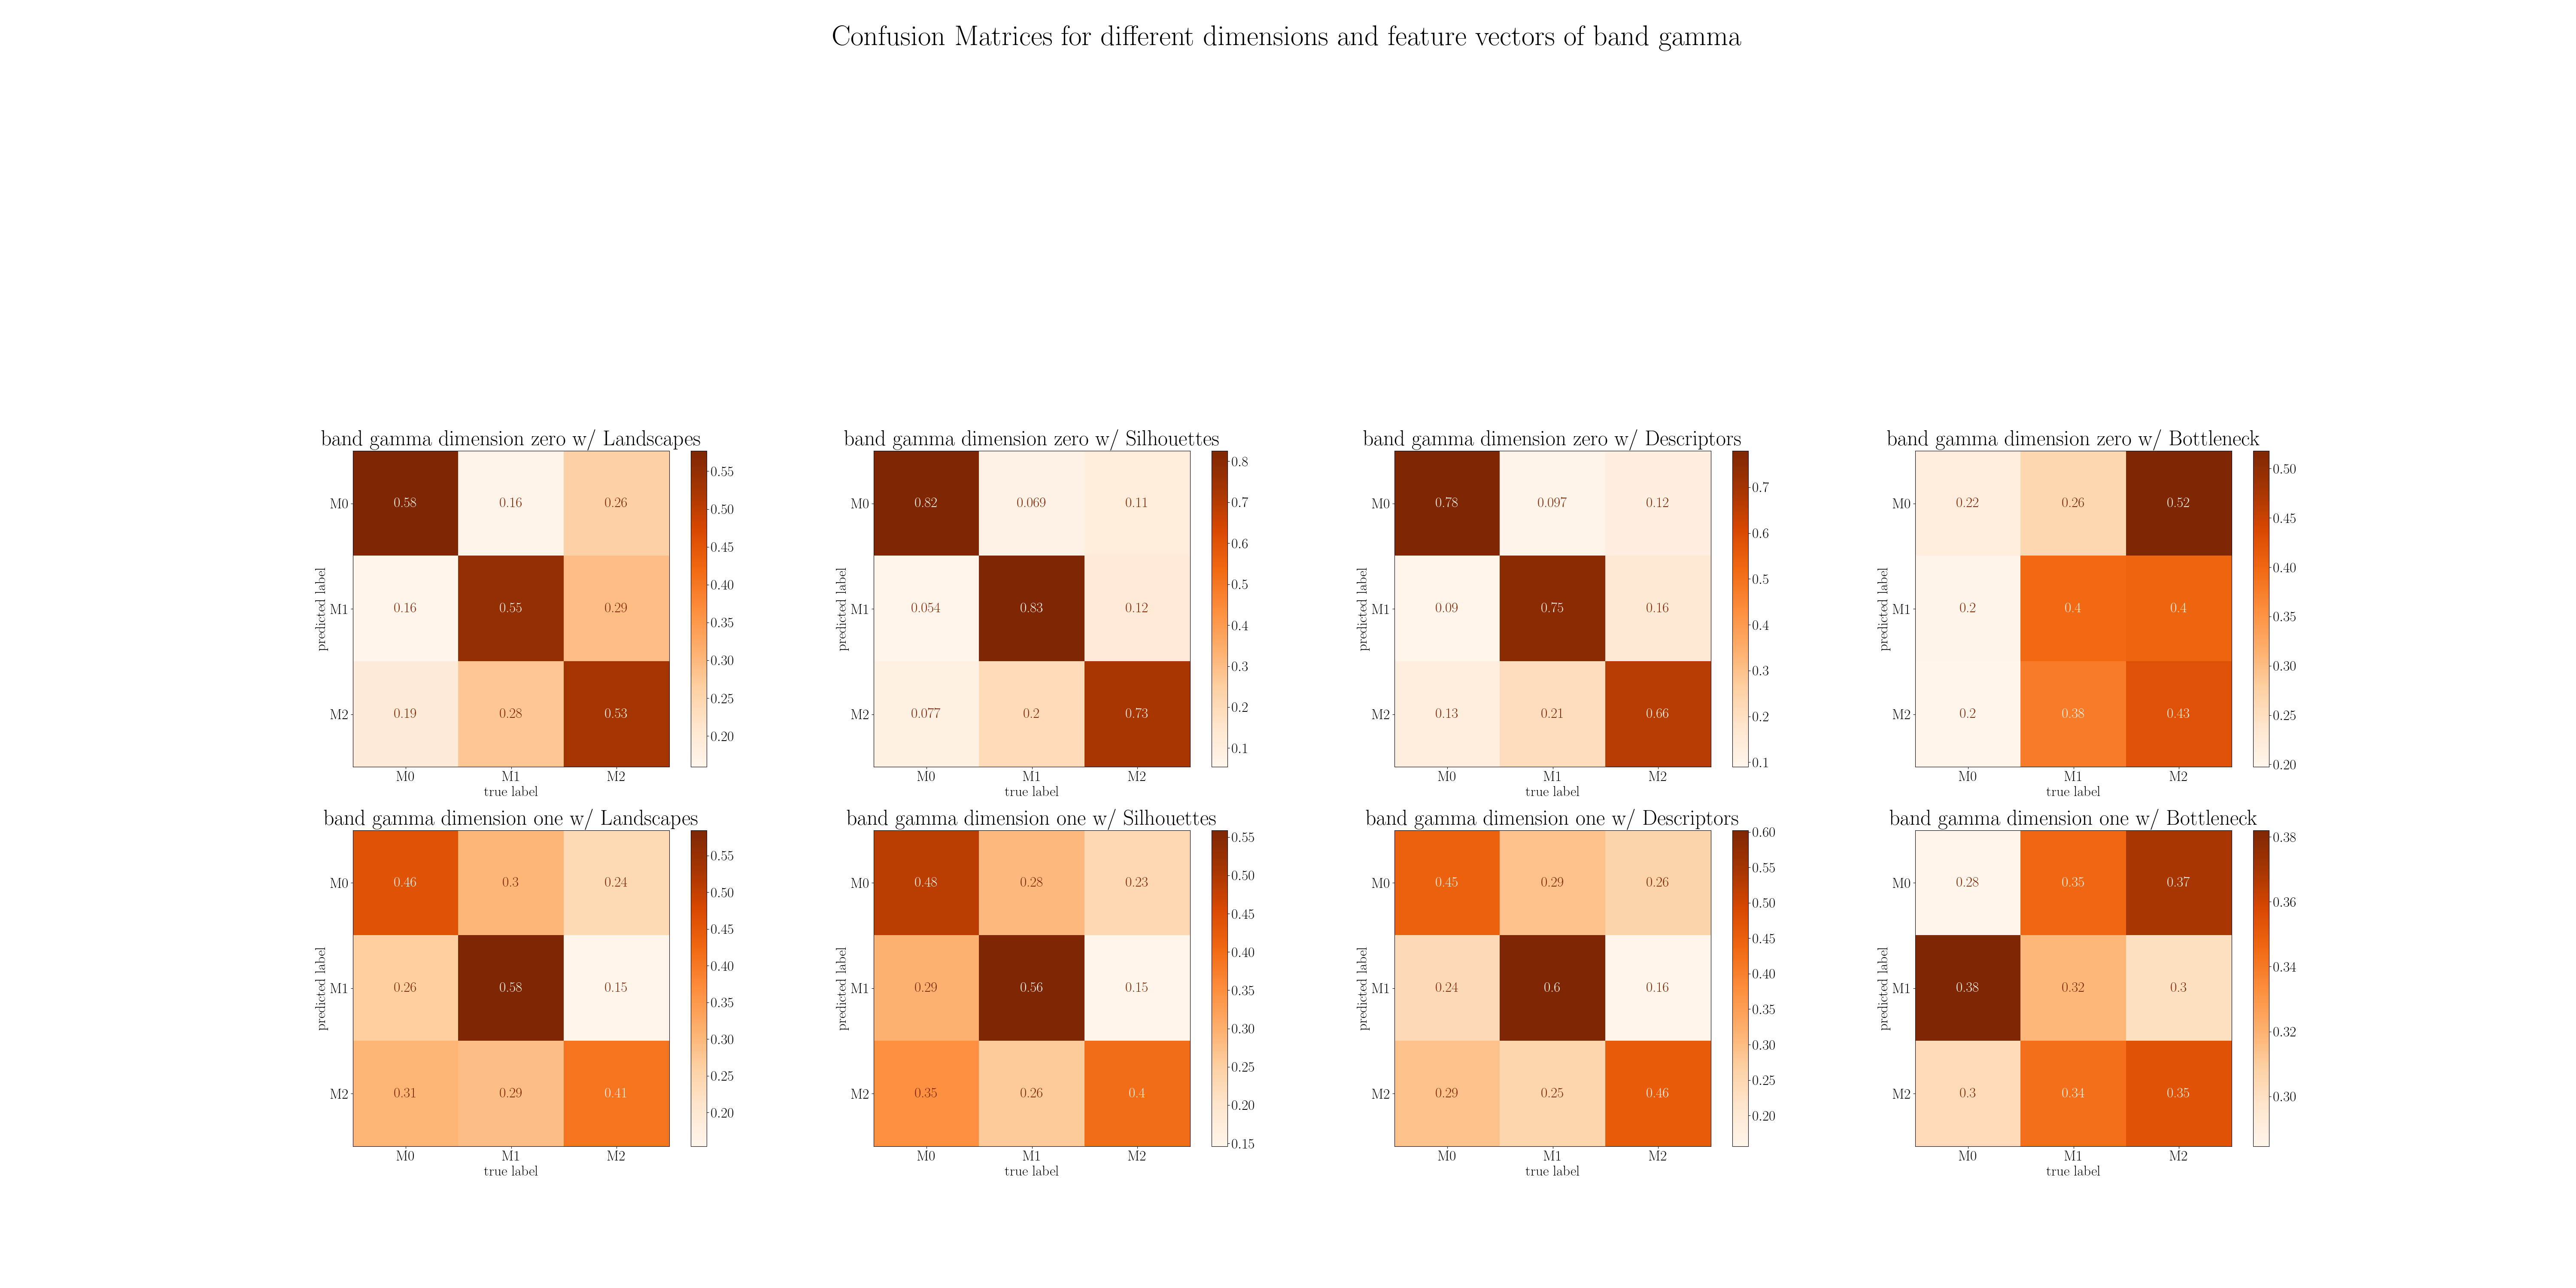 Confusion Matrices for different dimensions and feature vectors of band gamma
band gamma dimension zero w/ Landscapes
predicted label
M0 0.58 0.16 0.26
M1 0.16 0.55 0.29
M2 0.19 0.28 0.53
M0 M1 M2
true label
0.55
0.50
0.45
0.40
0.35
0.30
0.25
0.20
band gamma dimension zero w/ Silhouettes
predicted label
M0 0.82 0.069 0.11
M1 0.054 0.83 0.12
M2 0.077 0.2 0.73
M0 M1 M2
true label
0.8
0.7
0.6
0.5
0.4
0.3
0.2
0.1
band gamma dimension zero w/ Descriptors
predicted label
M0 0.78 0.097 0.12
M1 0.09 0.75 0.16
M2 0.13 0.21 0.66
M0 M1 M2
true label
0.7
0.6
0.5
0.4
0.3
0.2
0.1
band gamma dimension zero w/ Bottleneck
predicted label
M0 0.22 0.26 0.52
M1 0.2 0.4 0.4
M2 0.2 0.38 0.43
M0 M1 M2
true label
0.50
0.45
0.40
0.35
0.30
0.25
0.20
band gamma dimension one w/ Landscapes
predicted label
M0 0.46 0.3 0.24
M1 0.26 0.58 0.15
M2 0.31 0.29 0.41
M0 M1 M2
true label
0.55
0.50
0.45
0.40
0.35
0.30
0.25
0.20
band gamma dimension one w/ Silhouettes
predicted label
M0 0.48 0.28 0.23
M1 0.29 0.56 0.15
M2 0.35 0.26 0.4
M0 M1 M2
true label
0.55
0.50
0.45
0.40
0.35
0.30
0.25
0.20
0.15
band gamma dimension one w/ Descriptors
predicted label
M0 0.45 0.29 0.26
M1 0.24 0.6 0.16
M2 0.29 0.25 0.46
M0 M1 M2
true label
0.60
0.55
0.50
0.45
0.40
0.35
0.30
0.25
0.20
band gamma dimension one w/ Bottleneck
predicted label
M0 0.28 0.35 0.37
M1 0.38 0.32 0.3
M2 0.3 0.34 0.35
M0 M1 M2
true label
0.38
0.36
0.34
0.32
0.30